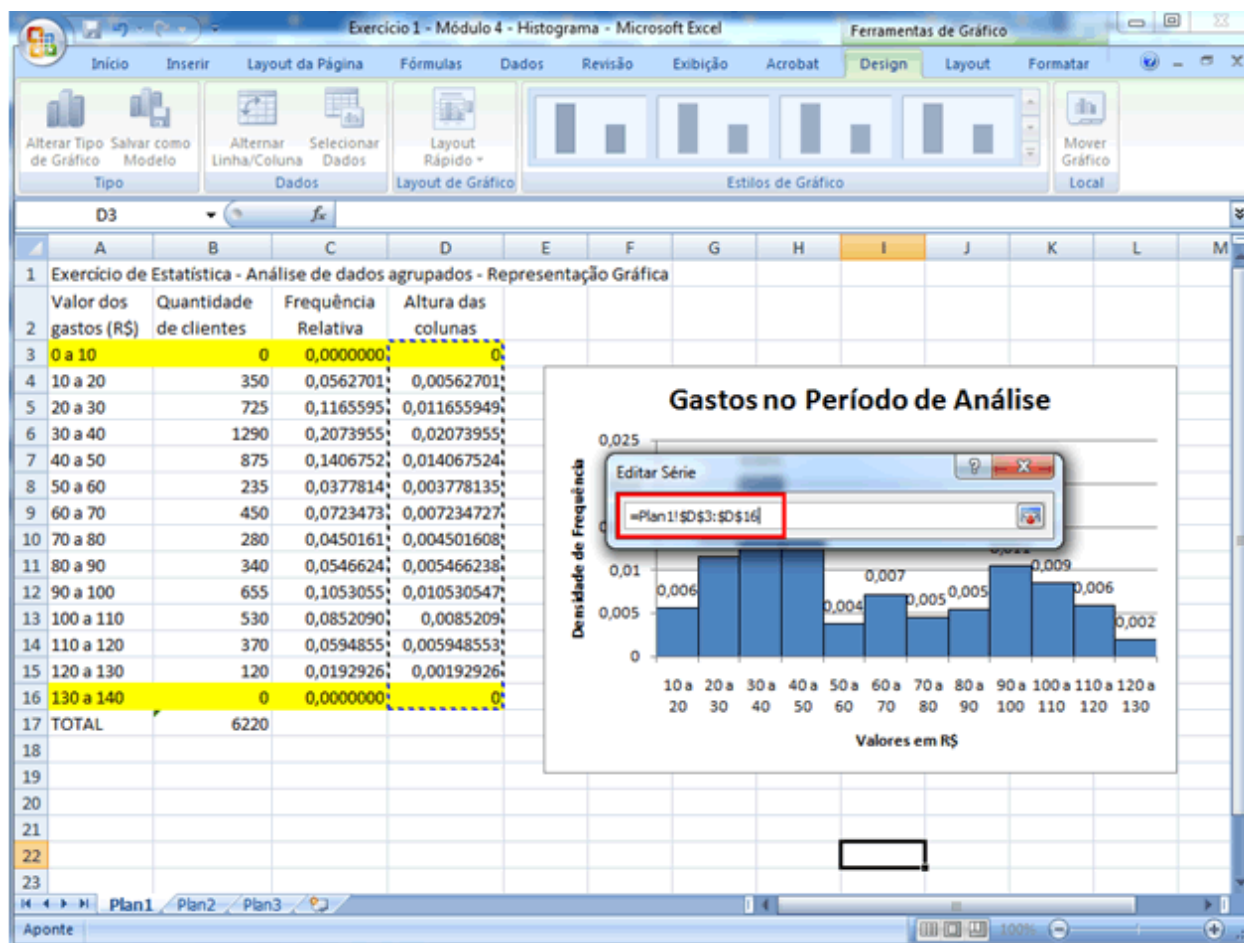 Exercício 1 - Módulo 4 - Histograma - Microsoft Excel
Ferramentas de Gráfico
Início Inserir Layout da Página Fórmulas Dados Revisão Exibição Acrobat Design Layout Formatar
Alterar Tipo de Gráfico
Salvar como Modelo
Alternar Linha/Coluna
Selecionar Dados
Layout Rápido
Mover Gráfico
Tipo Dados Layout de Gráfico Estilos de Gráfico Local
D3 fx
A B C D E F G H I J K L M
1 Exercício de Estatística - Análise de dados agrupados - Representação Gráfica
Valor dos Quantidade Frequência Altura das
2 gastos (R$) de clientes Relativa colunas
3 0 a 10 0 0,0000000 0
4 10 a 20 350 0,0562701 0,00562701
5 20 a 30 725 0,1165595 0,011655949
6 30 a 40 1290 0,2073955 0,02073955
7 40 a 50 875 0,1406752 0,014067524
8 50 a 60 235 0,0377814 0,003778135
9 60 a 70 450 0,0723473 0,007234727
10 70 a 80 280 0,0450161 0,004501608
11 80 a 90 340 0,0546624 0,005466238
12 90 a 100 655 0,1053055 0,010530547
13 100 a 110 530 0,0852090 0,0085209
14 110 a 120 370 0,0594855 0,005948553
15 120 a 130 120 0,0192926 0,00192926
16 130 a 140 0 0,0000000 0
17 TOTAL 6220
18
19
20
21
22
23
Gastos no Período de Análise
0,025
Editar Série
=Plan1!$D$3:$D$16
Densidade de Frequência
0,01
0,005
0
0,006
0,004
0,007
0,005
0,005
0,009
0,006
0,002
10 a 20 a 30 a 40 a 50 a 60 a 70 a 80 a 90 a 100 a 110 a 120 a
20 30 40 50 60 70 80 90 100 110 120 130
Valores em R$
Plan1 Plan2 Plan3
Aponte 100%